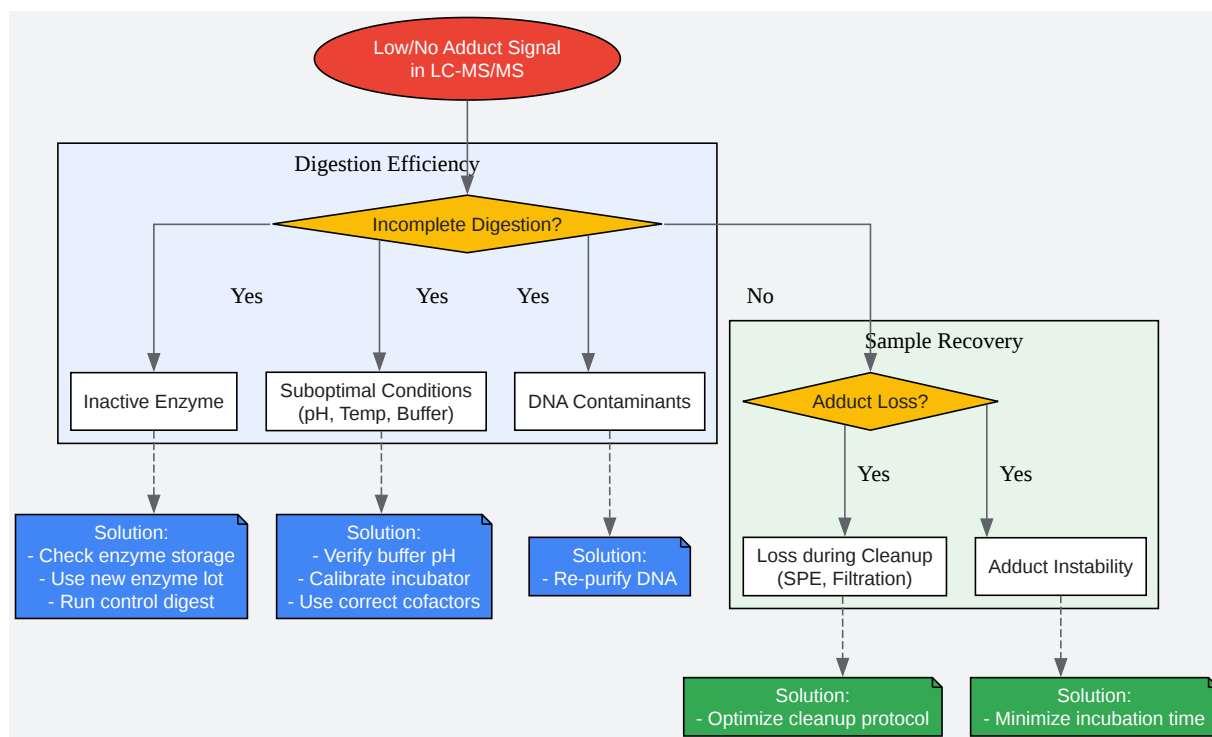 Low/No Adduct Signal
in LC-MS/MS
Digestion Efficiency
Incomplete Digestion?
Yes
Yes
Yes
No
Inactive Enzyme
Suboptimal Conditions
(pH, Temp, Buffer)
DNA Contaminants
Sample Recovery
Adduct Loss?
Yes
Yes
Solution:
- Check enzyme storage
- Use new enzyme lot
- Run control digest
Solution:
- Verify buffer pH
- Calibrate incubator
- Use correct cofactors
Solution:
- Re-purify DNA
Loss during Cleanup
(SPE, Filtration)
Adduct Instability
Solution:
- Optimize cleanup protocol
Solution:
- Minimize incubation time